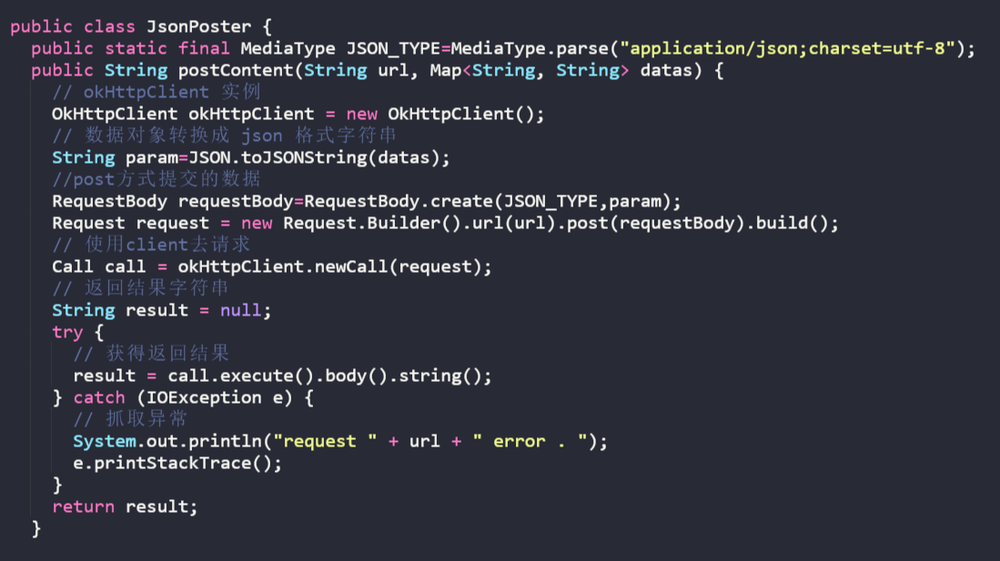 public class JsonPoster {
  public static final MediaType JSON_TYPE=MediaType.parse("application/json;charset=utf-8");
  public String postContent(String url, Map<String, String> datas) {
    // okHttpClient 实例
    OkHttpClient okHttpClient = new OkHttpClient();
    // 数据对象转换成 json 格式字符串
    String param=JSON.toJSONString(datas);
    //post方式提交的数据
    RequestBody requestBody=RequestBody.create(JSON_TYPE,param);
    Request request = new Request.Builder().url(url).post(requestBody).build();
    // 使用client去请求
    Call call = okHttpClient.newCall(request);
    // 返回结果字符串
    String result = null;
    try {
      // 获得返回结果
      result = call.execute().body().string();
    } catch (IOException e) {
      // 抓取异常
      System.out.println("request " + url + " error . ");
      e.printStackTrace();
    }
    return result;
  }